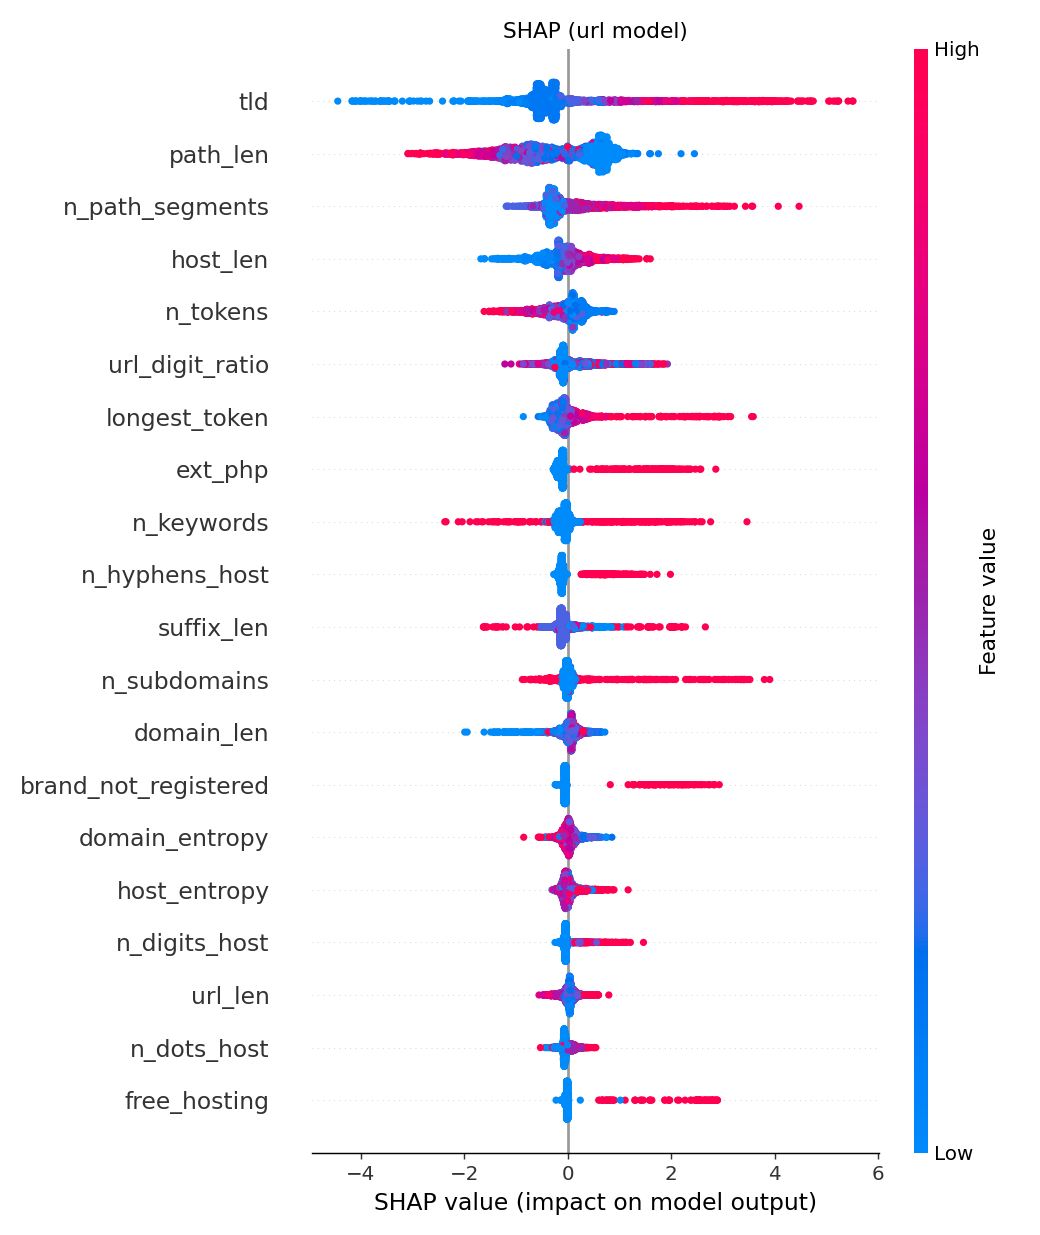 SHAP (url model)
High
tld
path_len
n_path_segments
host_len
n_tokens
url_digit_ratio
longest_token
ext_php
n_keywords
n_hyphens_host
suffix_len
n_subdomains
domain_len
brand_not_registered
domain_entropy
host_entropy
n_digits_host
url_len
n_dots_host
free_hosting
Feature value
Low
−4 −2 0 2 4 6
SHAP value (impact on model output)